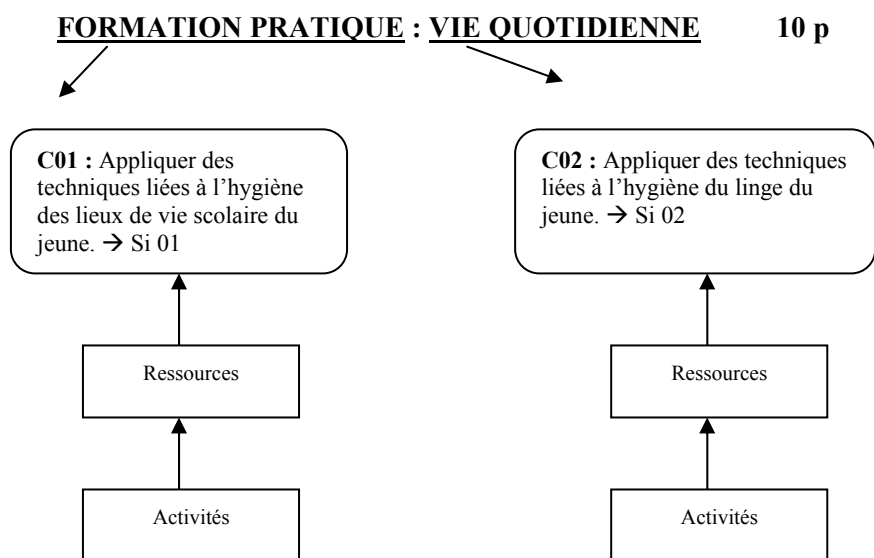 FORMATION PRATIQUE : VIE QUOTIDIENNE 10 p
C01 : Appliquer des
techniques liées à l’hygiène
des lieux de vie scolaire du
jeune. → Si 01
C02 : Appliquer des techniques
liées à l’hygiène du linge du
jeune. → Si 02
Ressources
Ressources
Activités
Activités